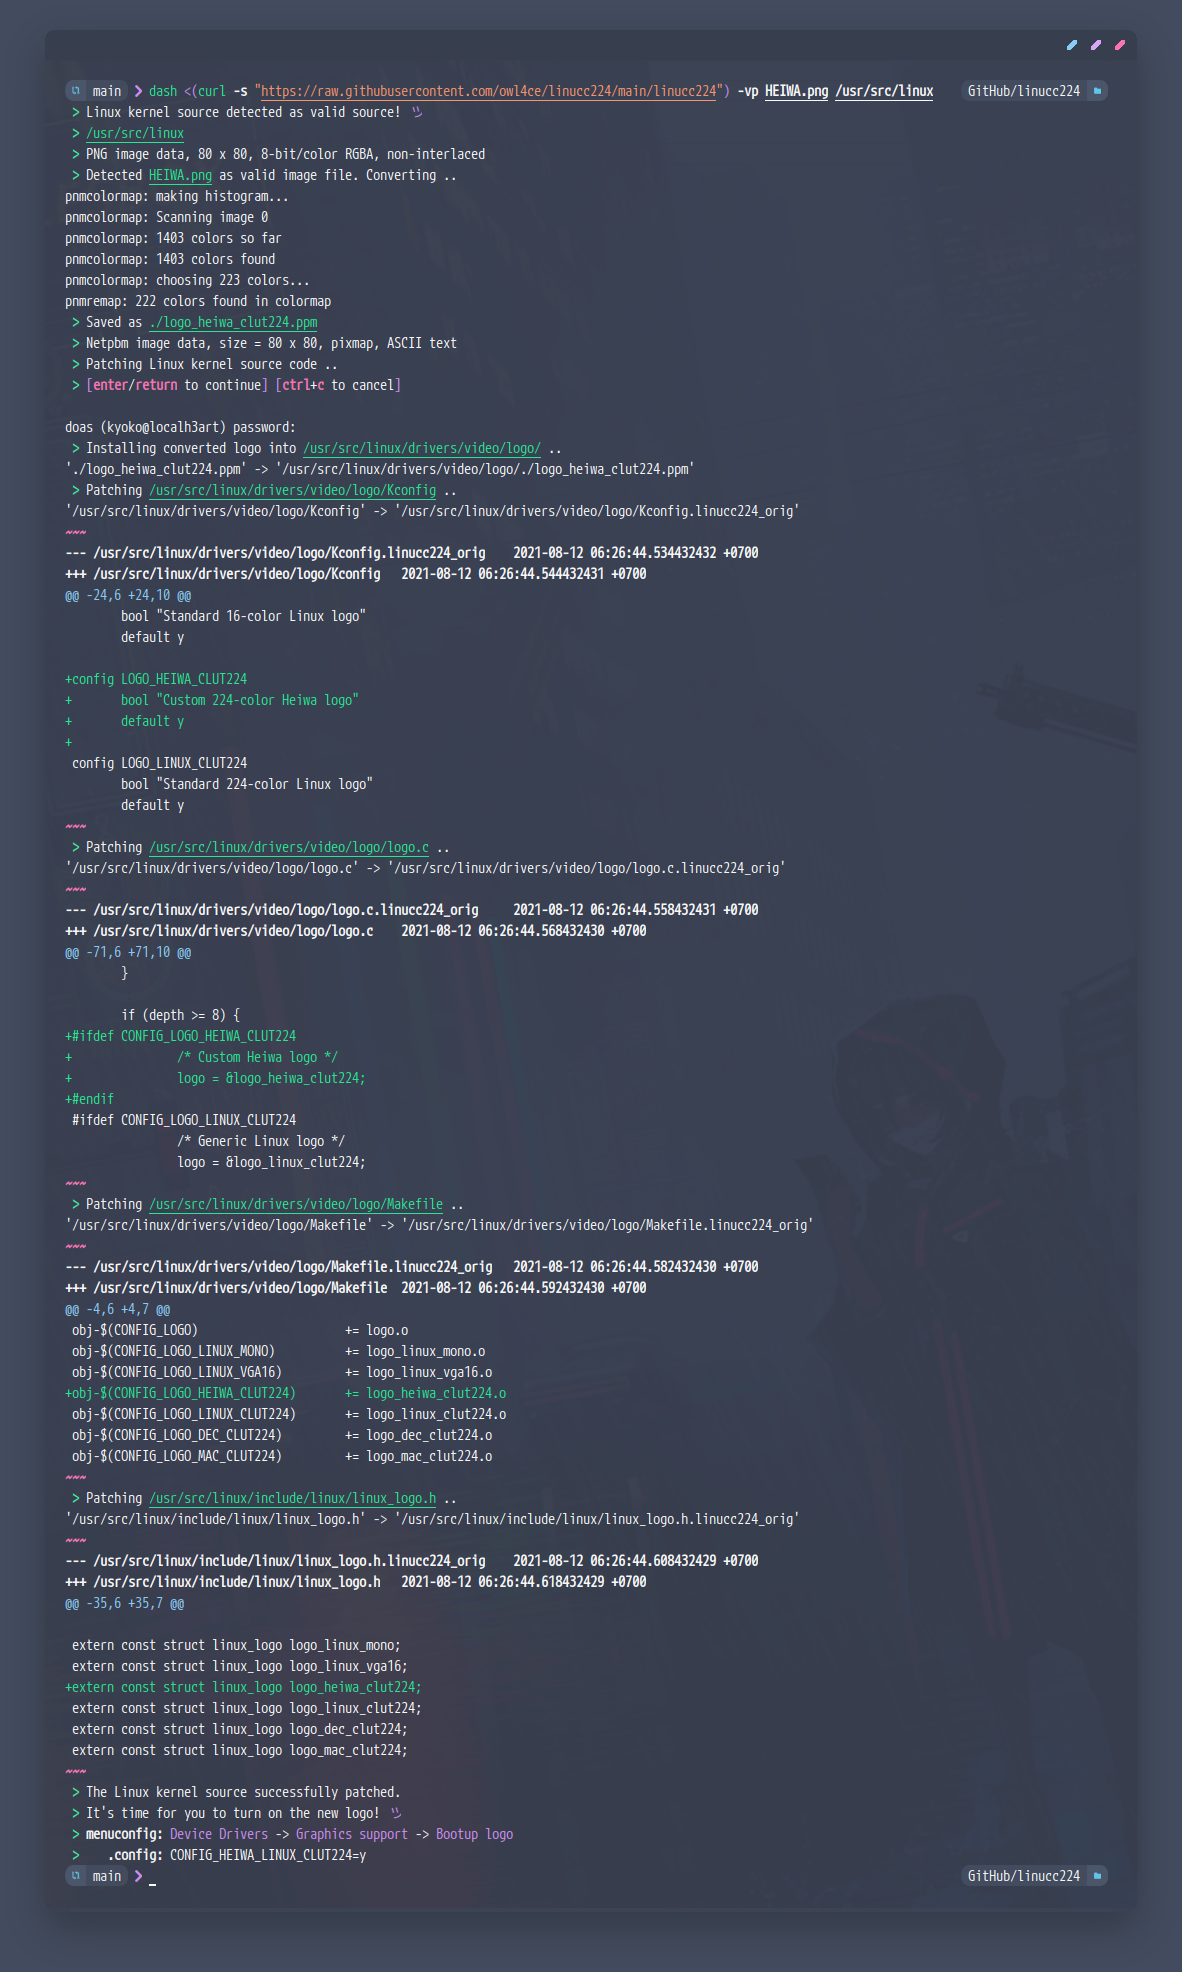 main ❯ dash <(curl -s "https://raw.githubusercontent.com/owl4ce/linucc224/main/linucc224") -vp HEIWA.png /usr/src/linux GitHub/linucc224
> Linux kernel source detected as valid source! ツ
> /usr/src/linux
> PNG image data, 80 x 80, 8-bit/color RGBA, non-interlaced
> Detected HEIWA.png as valid image file. Converting ..
pnmcolormap: making histogram...
pnmcolormap: Scanning image 0
pnmcolormap: 1403 colors so far
pnmcolormap: 1403 colors found
pnmcolormap: choosing 223 colors...
pnmremap: 222 colors found in colormap
> Saved as ./logo_heiwa_clut224.ppm
> Netpbm image data, size = 80 x 80, pixmap, ASCII text
> Patching Linux kernel source code ..
> [enter/return to continue] [ctrl+c to cancel]
doas (kyoko@localh3art) password:
> Installing converted logo into /usr/src/linux/drivers/video/logo/ ..
'./logo_heiwa_clut224.ppm' -> '/usr/src/linux/drivers/video/logo/./logo_heiwa_clut224.ppm'
> Patching /usr/src/linux/drivers/video/logo/Kconfig ..
'/usr/src/linux/drivers/video/logo/Kconfig' -> '/usr/src/linux/drivers/video/logo/Kconfig.linucc224_orig'
~~~
--- /usr/src/linux/drivers/video/logo/Kconfig.linucc224_orig 2021-08-12 06:26:44.534432432 +0700
+++ /usr/src/linux/drivers/video/logo/Kconfig 2021-08-12 06:26:44.544432431 +0700
@@ -24,6 +24,10 @@
bool "Standard 16-color Linux logo"
default y
+config LOGO_HEIWA_CLUT224
+ bool "Custom 224-color Heiwa logo"
+ default y
+
config LOGO_LINUX_CLUT224
bool "Standard 224-color Linux logo"
default y
~~~
> Patching /usr/src/linux/drivers/video/logo/logo.c ..
'/usr/src/linux/drivers/video/logo/logo.c' -> '/usr/src/linux/drivers/video/logo/logo.c.linucc224_orig'
~~~
--- /usr/src/linux/drivers/video/logo/logo.c.linucc224_orig 2021-08-12 06:26:44.558432431 +0700
+++ /usr/src/linux/drivers/video/logo/logo.c 2021-08-12 06:26:44.568432430 +0700
@@ -71,6 +71,10 @@
}
if (depth >= 8) {
+#ifdef CONFIG_LOGO_HEIWA_CLUT224
+ /* Custom Heiwa logo */
+ logo = &logo_heiwa_clut224;
+#endif
#ifdef CONFIG_LOGO_LINUX_CLUT224
/* Generic Linux logo */
logo = &logo_linux_clut224;
~~~
> Patching /usr/src/linux/drivers/video/logo/Makefile ..
'/usr/src/linux/drivers/video/logo/Makefile' -> '/usr/src/linux/drivers/video/logo/Makefile.linucc224_orig'
~~~
--- /usr/src/linux/drivers/video/logo/Makefile.linucc224_orig 2021-08-12 06:26:44.582432430 +0700
+++ /usr/src/linux/drivers/video/logo/Makefile 2021-08-12 06:26:44.592432430 +0700
@@ -4,6 +4,7 @@
obj-$(CONFIG_LOGO) += logo.o
obj-$(CONFIG_LOGO_LINUX_MONO) += logo_linux_mono.o
obj-$(CONFIG_LOGO_LINUX_VGA16) += logo_linux_vga16.o
+obj-$(CONFIG_LOGO_HEIWA_CLUT224) += logo_heiwa_clut224.o
obj-$(CONFIG_LOGO_LINUX_CLUT224) += logo_linux_clut224.o
obj-$(CONFIG_LOGO_DEC_CLUT224) += logo_dec_clut224.o
obj-$(CONFIG_LOGO_MAC_CLUT224) += logo_mac_clut224.o
~~~
> Patching /usr/src/linux/include/linux/linux_logo.h ..
'/usr/src/linux/include/linux/linux_logo.h' -> '/usr/src/linux/include/linux/linux_logo.h.linucc224_orig'
~~~
--- /usr/src/linux/include/linux/linux_logo.h.linucc224_orig 2021-08-12 06:26:44.608432429 +0700
+++ /usr/src/linux/include/linux/linux_logo.h 2021-08-12 06:26:44.618432429 +0700
@@ -35,6 +35,7 @@
extern const struct linux_logo logo_linux_mono;
extern const struct linux_logo logo_linux_vga16;
+extern const struct linux_logo logo_heiwa_clut224;
extern const struct linux_logo logo_linux_clut224;
extern const struct linux_logo logo_dec_clut224;
extern const struct linux_logo logo_mac_clut224;
~~~
> The Linux kernel source successfully patched.
> It's time for you to turn on the new logo! ツ
> menuconfig: Device Drivers -> Graphics support -> Bootup logo
> .config: CONFIG_HEIWA_LINUX_CLUT224=y
main ❯ _ GitHub/linucc224